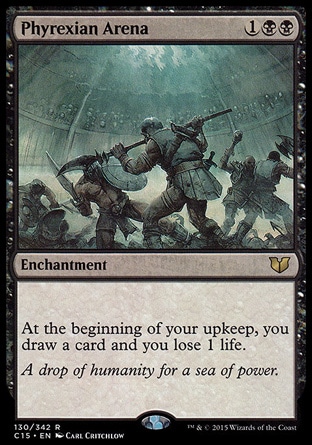 Phyrexian Arena 1
Enchantment
At the beginning of your upkeep, you
draw a card and you lose 1 life.
A drop of humanity for a sea of power.
130/342 R
C15 • EN Carl Critchlow
™ & © 2015 Wizards of the Coast